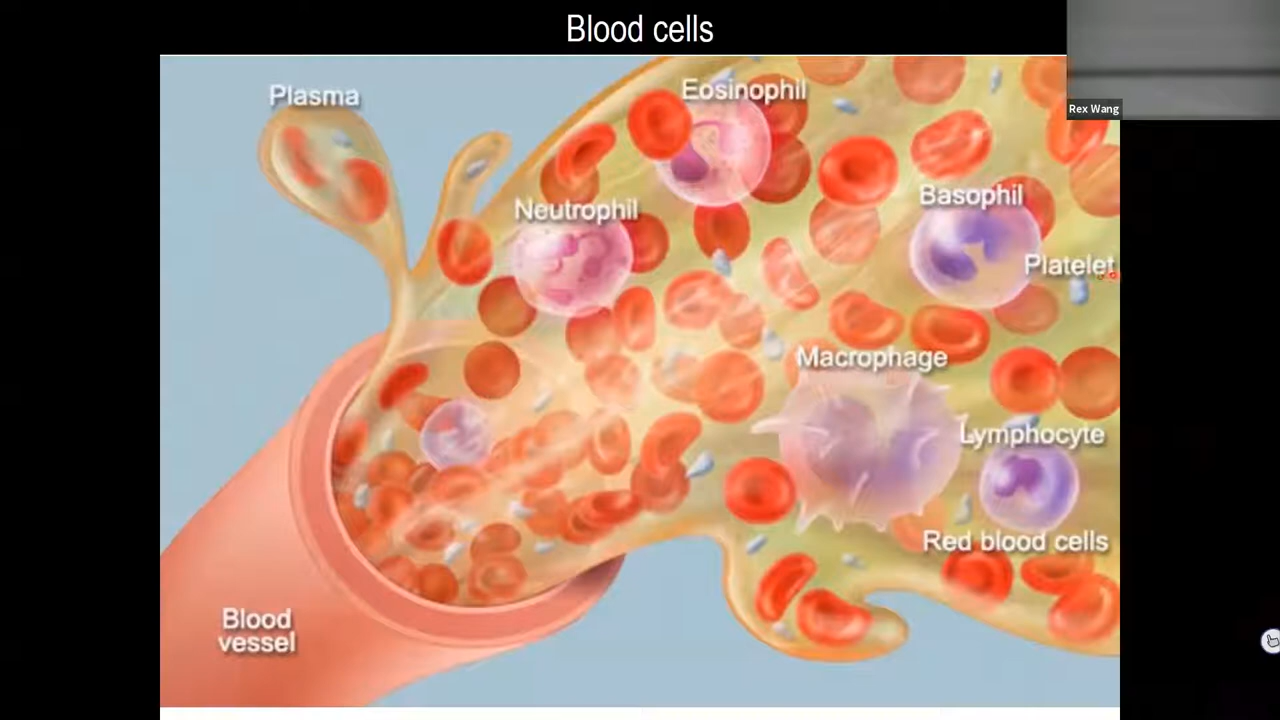 Blood cells
Rex Wang
Plasma
Eosinophil
Neutrophil
Basophil
Platelet
Macrophage
Lymphocyte
Red blood cells
Blood
vessel